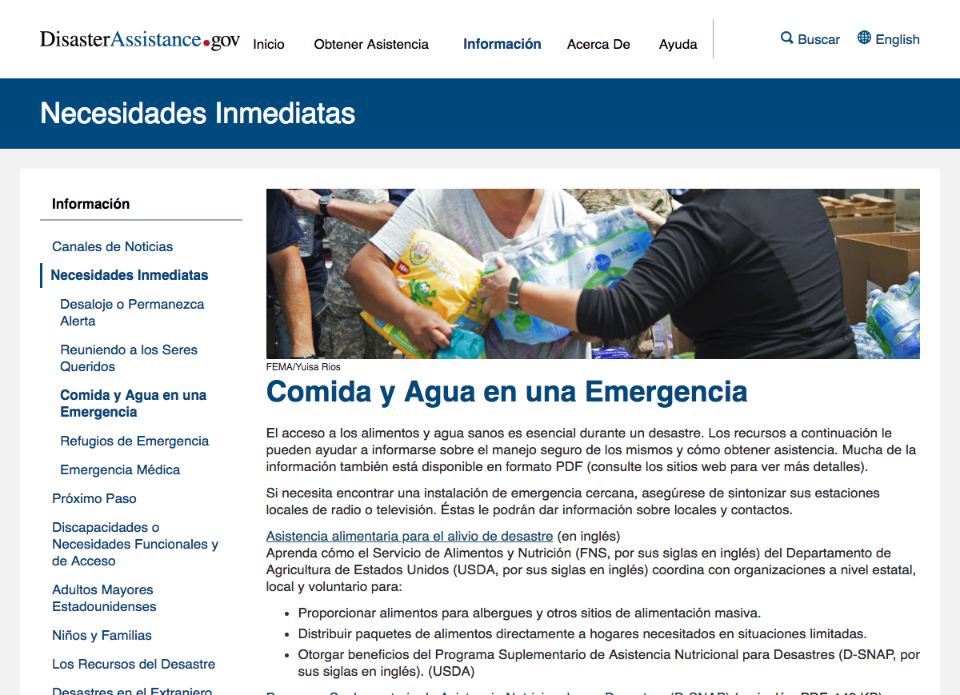 DisasterAssistance.gov
Inicio
Obtener Asistencia
Información
Acerca De
Ayuda
Buscar
English
Necesidades Inmediatas
Información
Canales de Noticias
Necesidades Inmediatas
Desaloje o Permanezca
Alerta
Reuniendo a los Seres
Queridos
Comida y Agua en una
Emergencia
Refugios de Emergencia
Emergencia Médica
Próximo Paso
Discapacidades o
Necesidades Funcionales y
de Acceso
Adultos Mayores
Estadounidenses
Niños y Familias
Los Recursos del Desastre
Desastres en el Extranjero
FEMA/Yuisa Rios
Comida y Agua en una Emergencia
El acceso a los alimentos y agua sanos es esencial durante un desastre. Los recursos a continuación le
pueden ayudar a informarse sobre el manejo seguro de los mismos y cómo obtener asistencia. Mucha de la
información también está disponible en formato PDF (consulte los sitios web para ver más detalles).
Si necesita encontrar una instalación de emergencia cercana, asegúrese de sintonizar sus estaciones
locales de radio o televisión. Éstas le podrán dar información sobre locales y contactos.
Asistencia alimentaria para el alivio de desastre (en inglés)
Aprenda cómo el Servicio de Alimentos y Nutrición (FNS, por sus siglas en inglés) del Departamento de
Agricultura de Estados Unidos (USDA, por sus siglas en inglés) coordina con organizaciones a nivel estatal,
local y voluntario para:
• Proporcionar alimentos para albergues y otros sitios de alimentación masiva.
• Distribuir paquetes de alimentos directamente a hogares necesitados en situaciones limitadas.
• Otorgar beneficios del Programa Suplementario de Asistencia Nutricional para Desastres (D-SNAP, por
sus siglas en inglés). (USDA)